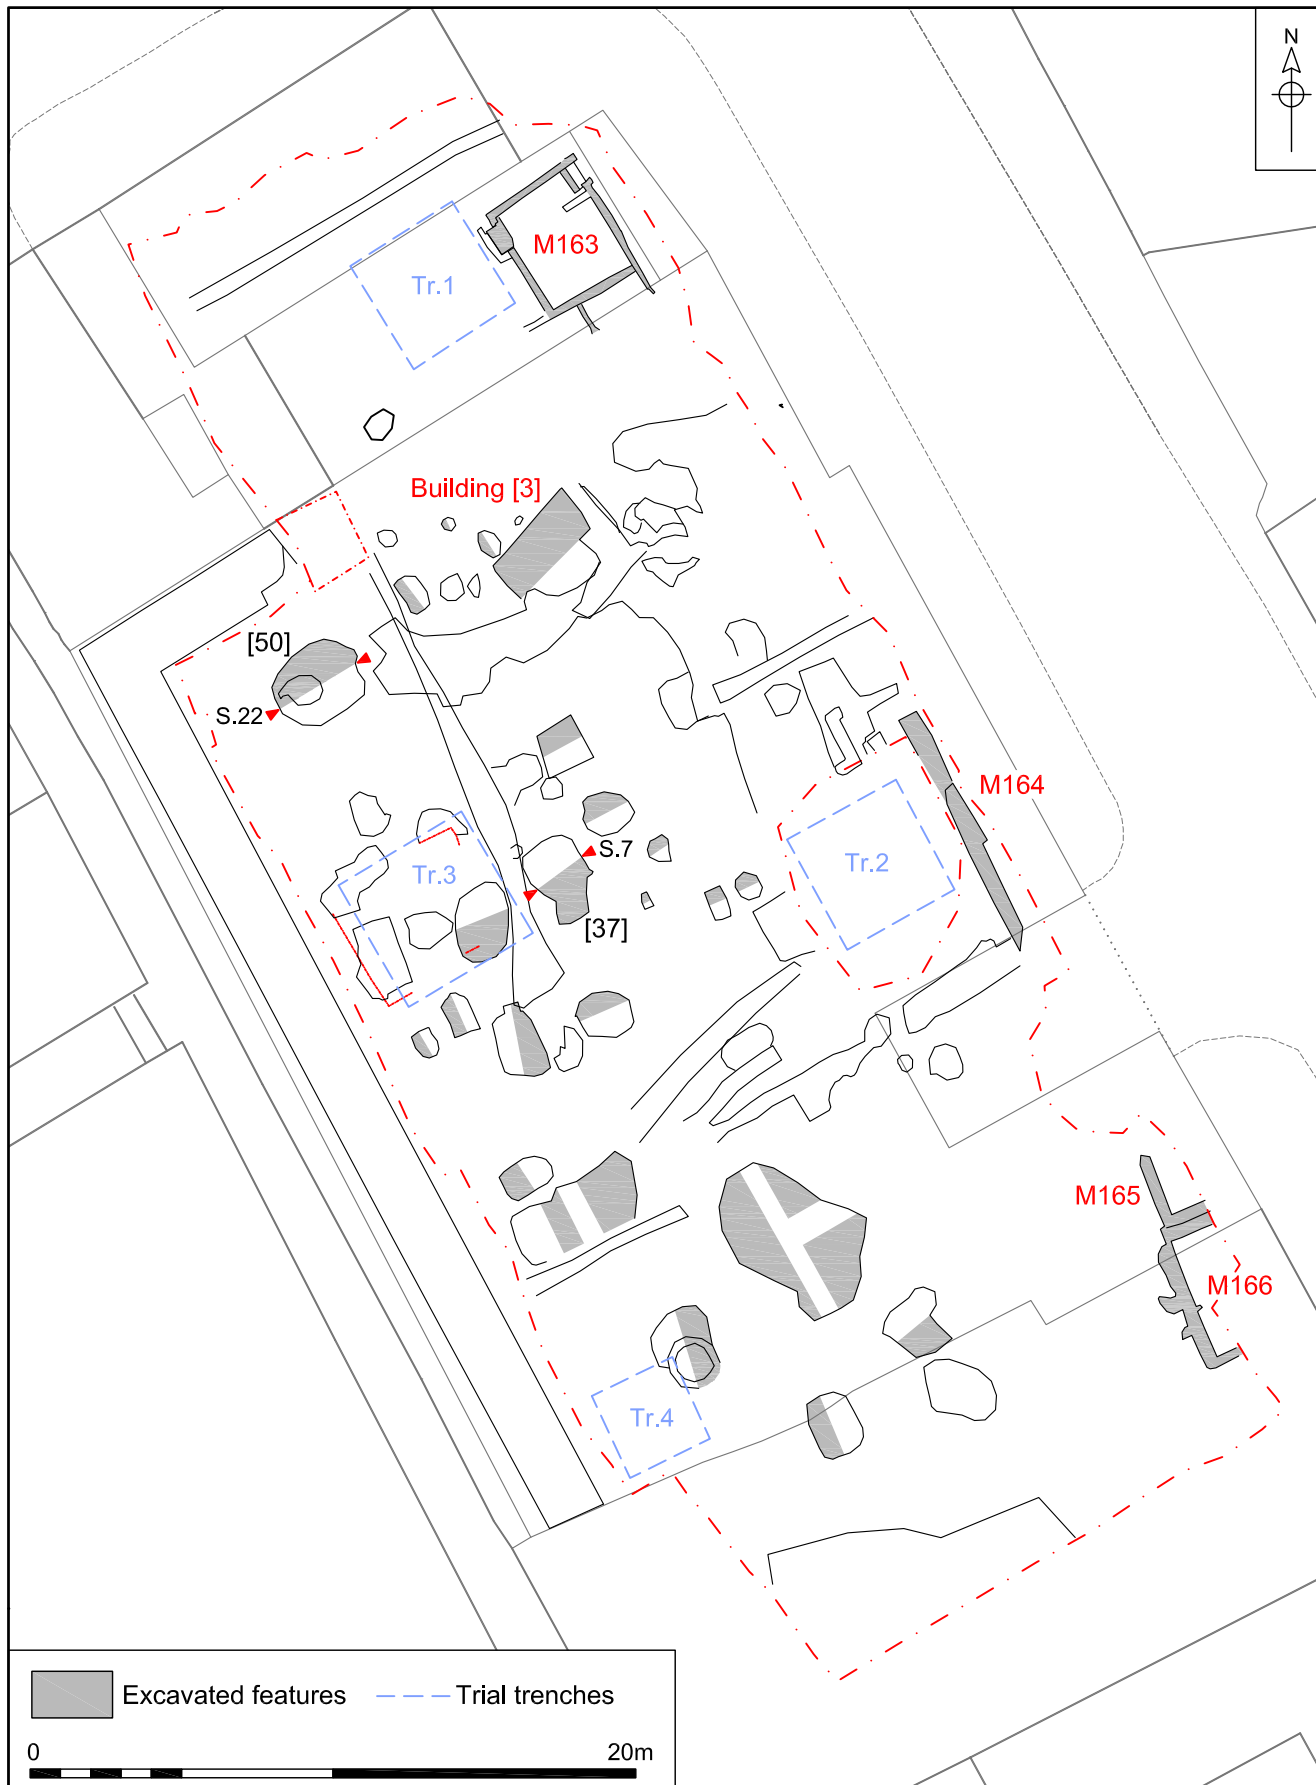 N
M163
Tr.1
Building [3]
[50]
S.22
M164
S.7
Tr.3
Tr.2
[37]
M165
M166
Tr.4
Excavated features
Trial trenches
0
20m